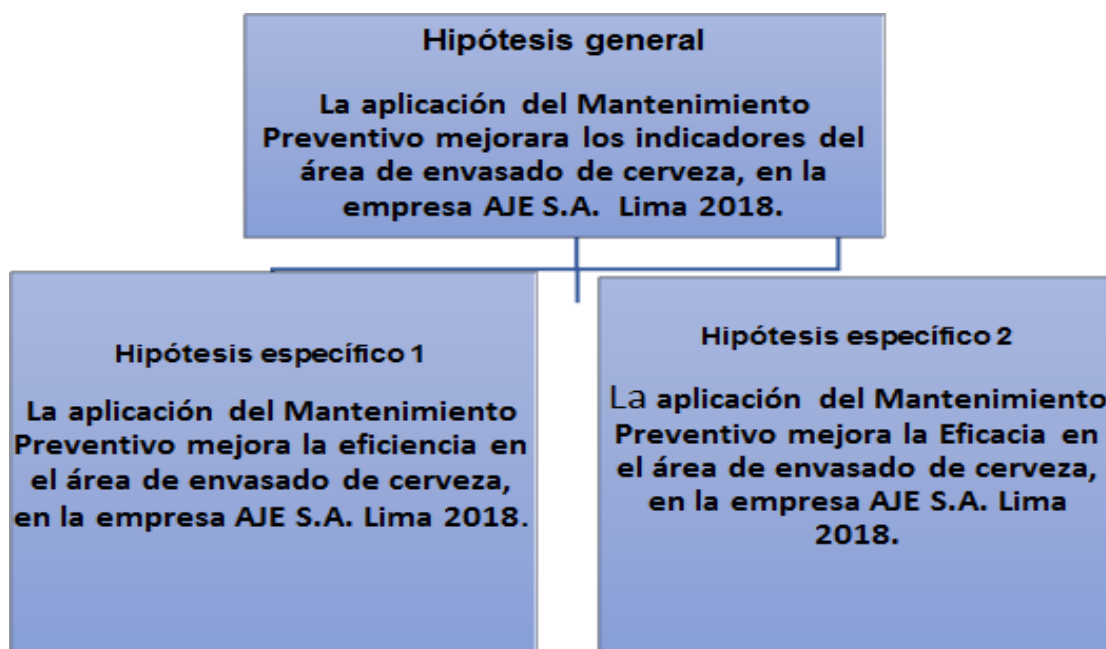 Hipótesis general
La aplicación del Mantenimiento
Preventivo mejorara los indicadores del
área de envasado de cerveza, en la
empresa AJE S.A. Lima 2018.
Hipótesis específico 1
La aplicación del Mantenimiento
Preventivo mejora la eficiencia en
el área de envasado de cerveza,
en la empresa AJE S.A. Lima 2018.
Hipótesis específico 2
La aplicación del Mantenimiento
Preventivo mejora la Eficacia en
el área de envasado de cerveza,
en la empresa AJE S.A. Lima
2018.